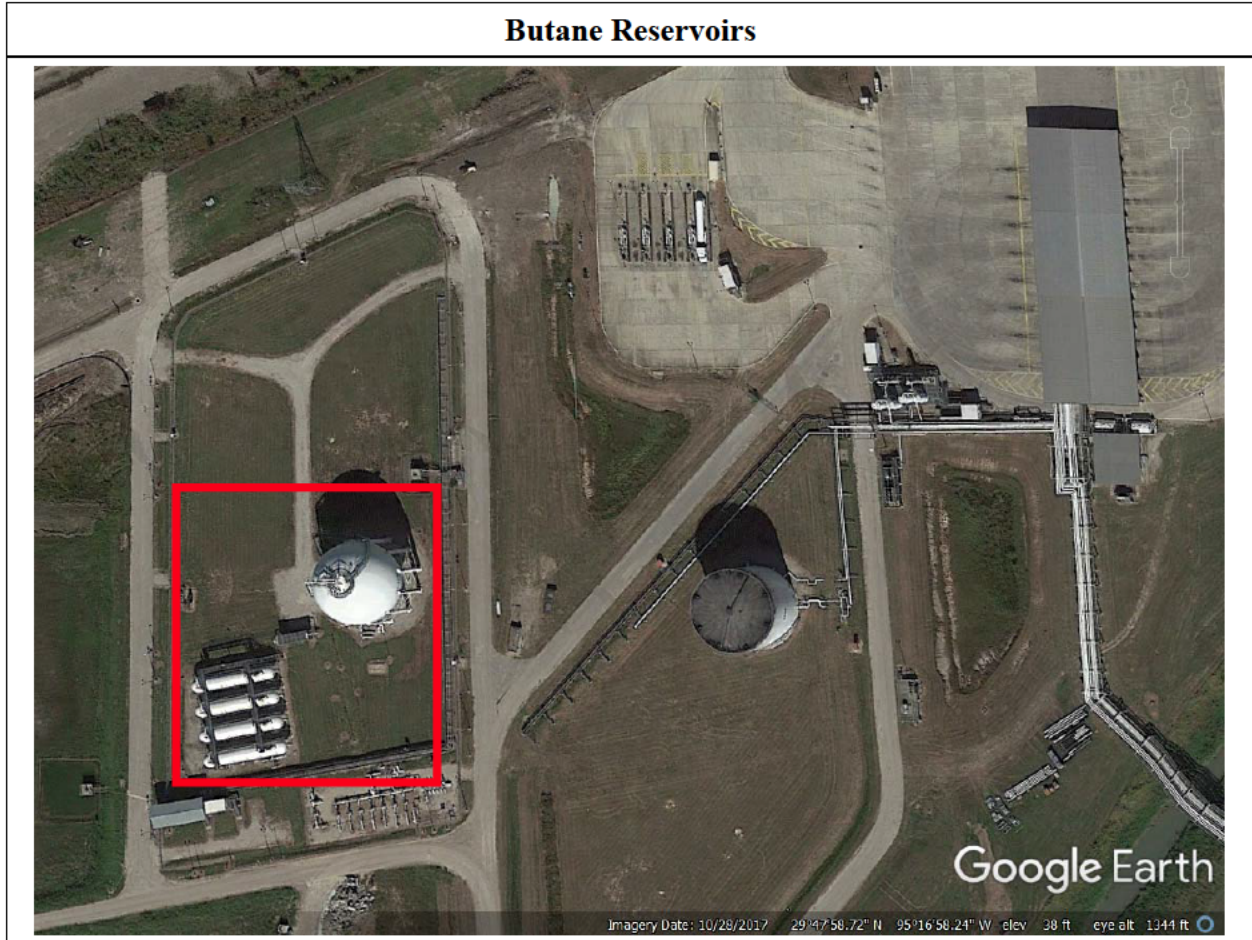 Butane Reservoirs
Google Earth
Imagery Date: 10/28/2017 29°47'58.72" N 95°16'58.24" W elev 38 ft eye alt 1344 ft